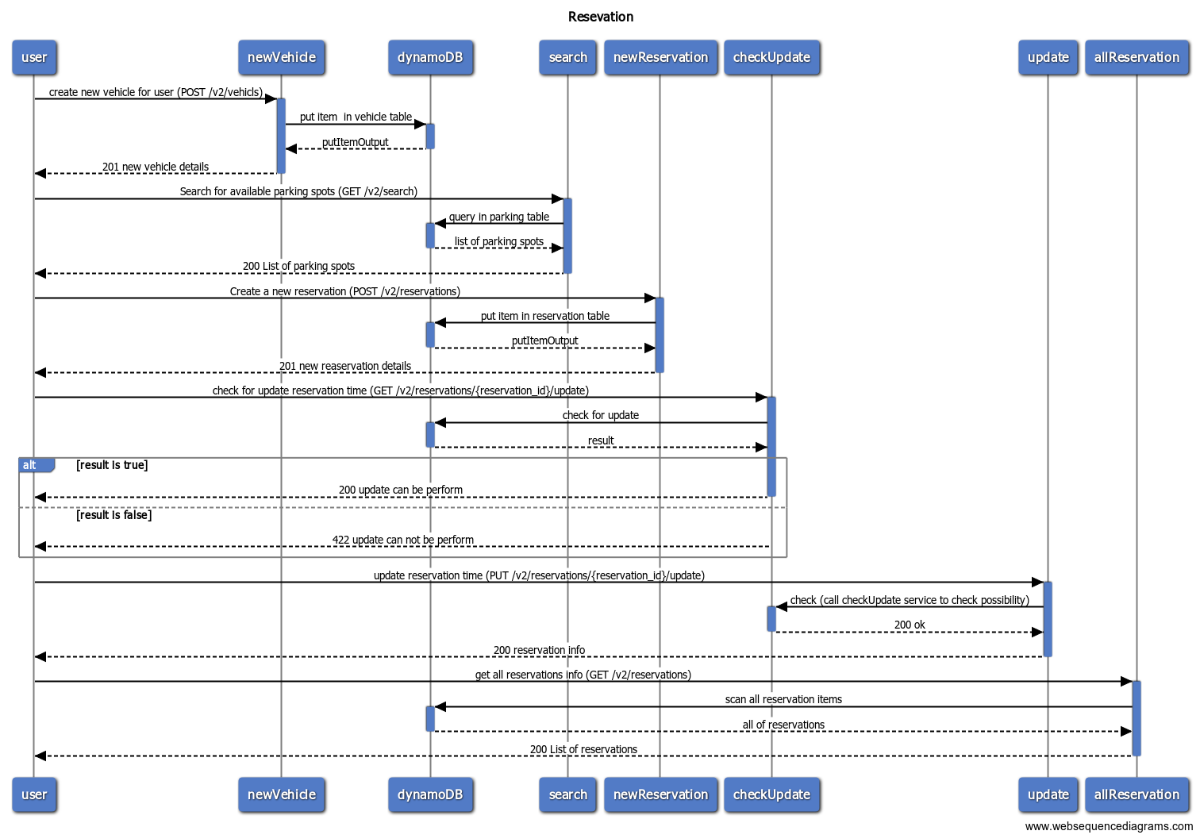 Resevation
user newVehicle dynamoDB search newReservation checkUpdate update allReservation
create new vehicle for user (POST /v2/vehicls)
put item in vehicle table
putItemOutput
201 new vehicle details
Search for available parking spots (GET /v2/search)
query in parking table
list of parking spots
200 List of parking spots
Create a new reservation (POST /v2/reservations)
put item in reservation table
putItemOutput
201 new reaservation details
check for update reservation time (GET /v2/reservations/{reservation_id}/update)
check for update
result
alt [result is true]
200 update can be perform
[result is false]
422 update can not be perform
update reservation time (PUT /v2/reservations/{reservation_id}/update)
check (call checkUpdate service to check possibility)
200 ok
200 reservation info
get all reservations info (GET /v2/reservations)
scan all reservation items
all of reservations
200 List of reservations
user newVehicle dynamoDB search newReservation checkUpdate update allReservation
www.websequencediagrams.com